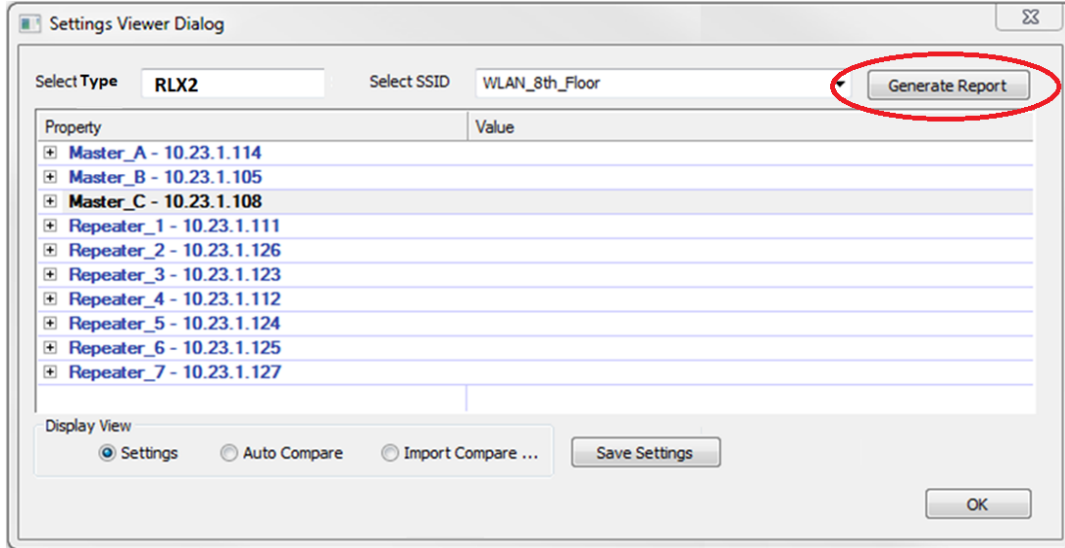 Settings Viewer Dialog
Select Type RLX2 Select SSID WLAN_8th_Floor Generate Report
Property Value
Master_A - 10.23.1.114
Master_B - 10.23.1.105
Master_C - 10.23.1.108
Repeater_1 - 10.23.1.111
Repeater_2 - 10.23.1.126
Repeater_3 - 10.23.1.123
Repeater_4 - 10.23.1.112
Repeater_5 - 10.23.1.124
Repeater_6 - 10.23.1.125
Repeater_7 - 10.23.1.127
Display View
Settings Auto Compare Import Compare ... Save Settings
OK